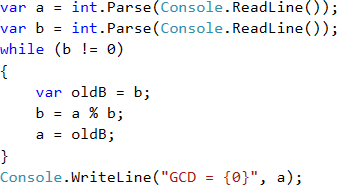 var a = int.Parse(Console.ReadLine());
var b = int.Parse(Console.ReadLine());
while (b != 0)
{
    var oldB = b;
    b = a % b;
    a = oldB;
}
Console.WriteLine("GCD = {0}", a);